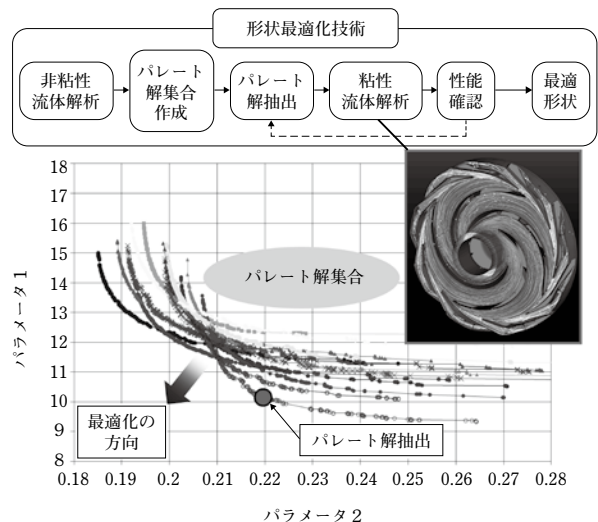 形状最適化技術
非粘性
流体解析
パレート
解集合
作成
パレート
解抽出
粘性
流体解析
性能
確認
最適
形状
18
17
16
15
14
13
12
11
10
9
8
パラメータ1
パレート解集合
最適化の
方向
パレート解抽出
0.18 0.19 0.2 0.21 0.22 0.23 0.24 0.25 0.26 0.27 0.28
パラメータ2